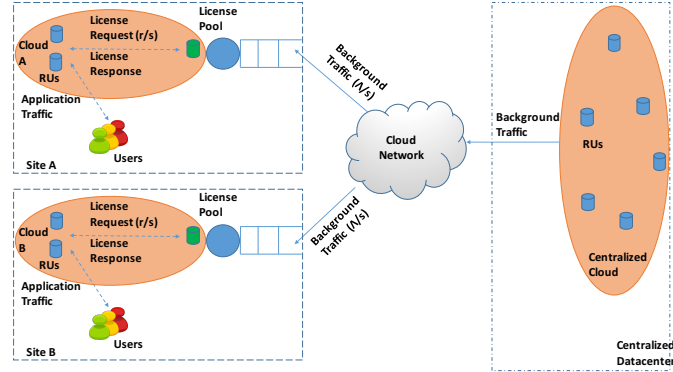 License
Request (r/s)
License
Pool
Cloud
A
License
Response
RUs
Application
Traffic
Users
Site A
Background
Traffic (Λ/s)
Cloud
Network
Background
Traffic
RUs
Centralized
Cloud
Centralized
Datacenter
License
Request (r/s)
License
Pool
Cloud
B
License
Response
RUs
Application
Traffic
Users
Site B
Background
Traffic (Λ/s)